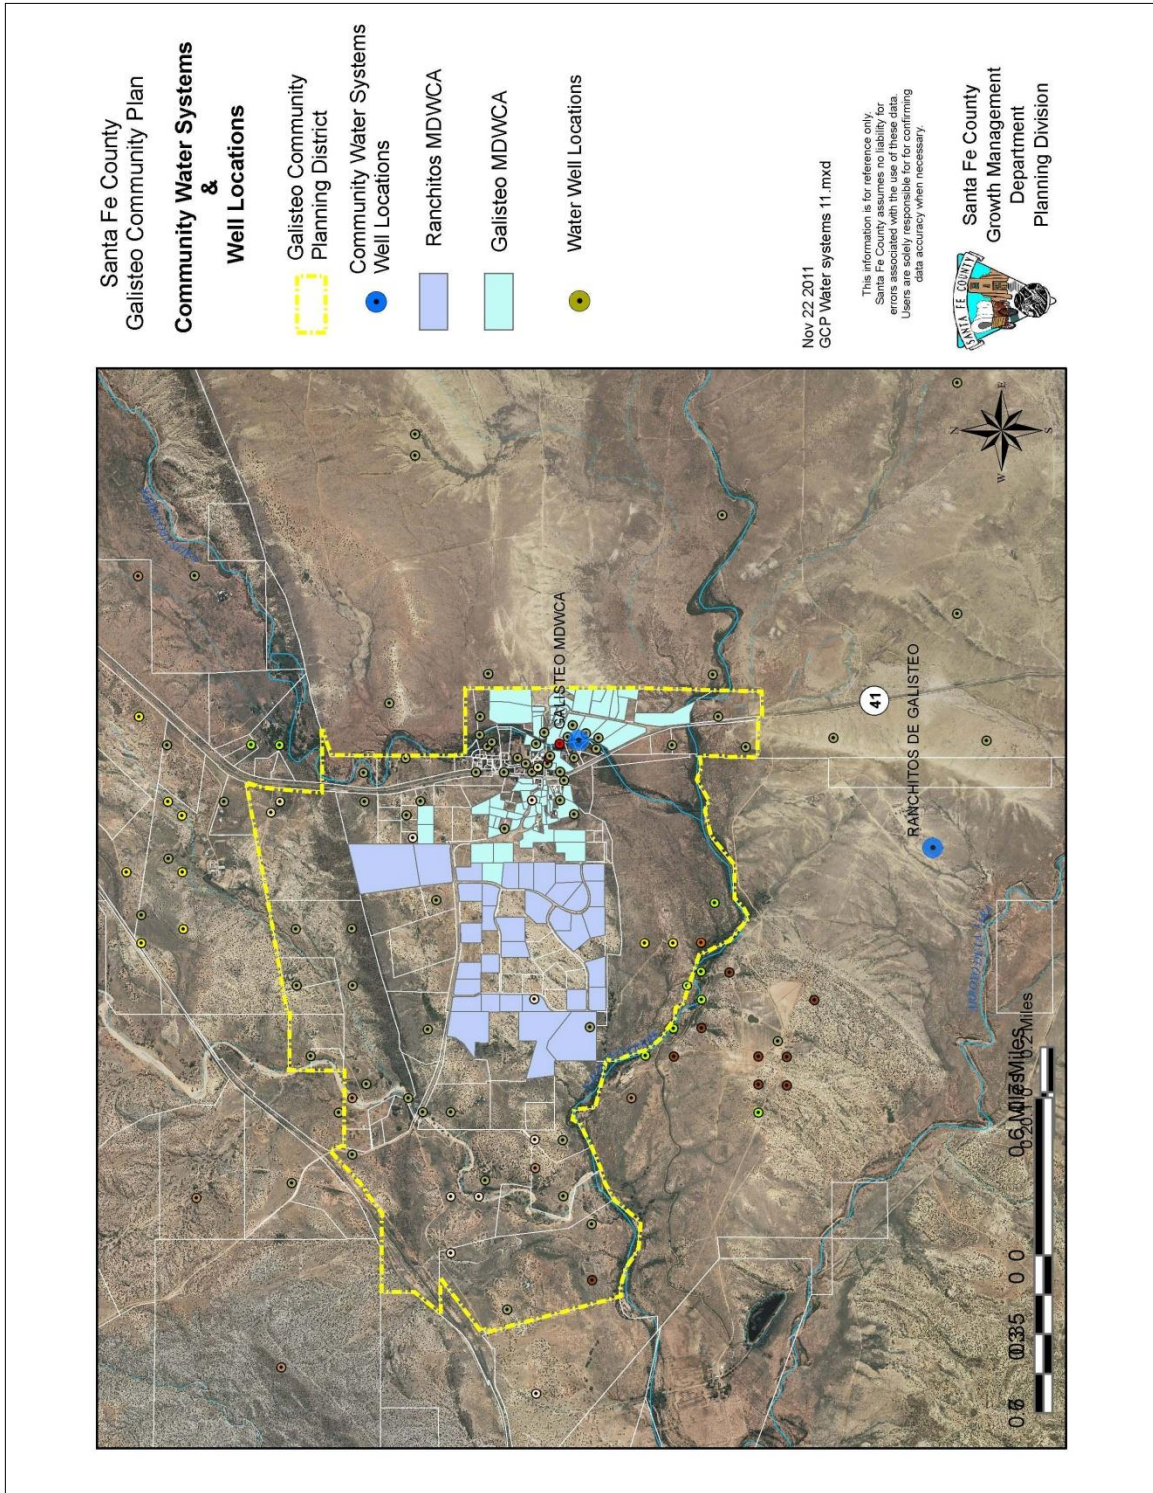 Santa Fe County
Galisteo Community Plan
Community Water Systems
&
Well Locations
Galisteo Community
Planning District
Community Water Systems
Well Locations
Ranchitos MDWCA
Galisteo MDWCA
Water Well Locations
Nov 22 2011
GCP Water systems 11.mxd
This information is for reference only.
Santa Fe County assumes no liability for
errors associated with the use of these data.
Users are solely responsible for for confirming
data accuracy when necessary.
SANTA FE COUNTY
Santa Fe County
Growth Management
Department
Planning Division
GALISTEO MDWCA
41
RANCHITOS DE GALISTEO
N
W
E
S
Miles